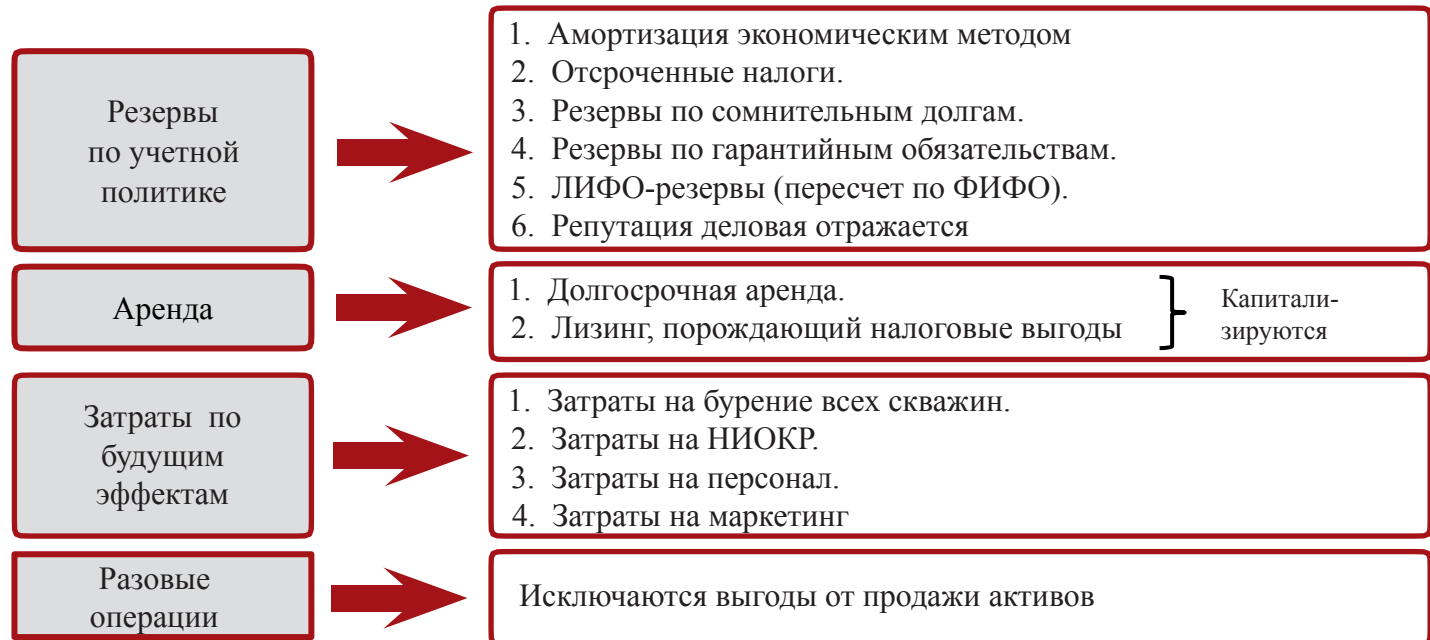 Резервы
по учетной
политике
1. Амортизация экономическим методом
2. Отсроченные налоги.
3. Резервы по сомнительным долгам.
4. Резервы по гарантийным обязательствам.
5. ЛИФО-резервы (пересчет по ФИФО).
6. Репутация деловая отражается
Аренда
1. Долгосрочная аренда.
2. Лизинг, порождающий налоговые выгоды
Капитали-
зируются
Затраты по
будущим
эффектам
1. Затраты на бурение всех скважин.
2. Затраты на НИОКР.
3. Затраты на персонал.
4. Затраты на маркетинг
Разовые
операции
Исключаются выгоды от продажи активов